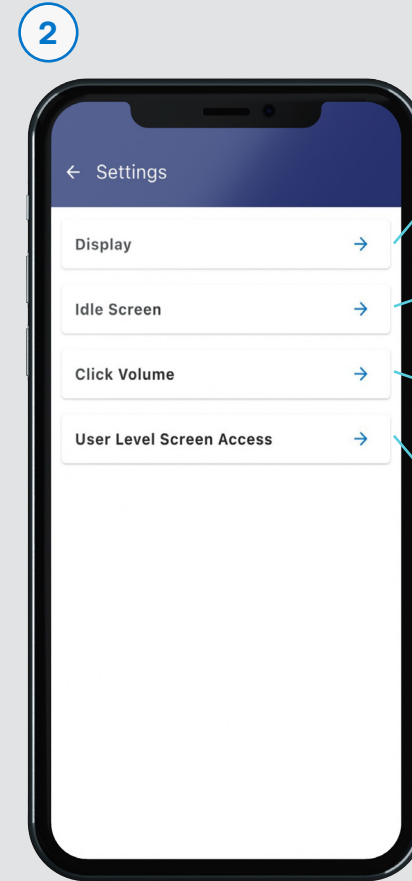 2
← Settings
Display →
Idle Screen →
Click Volume →
User Level Screen Access →